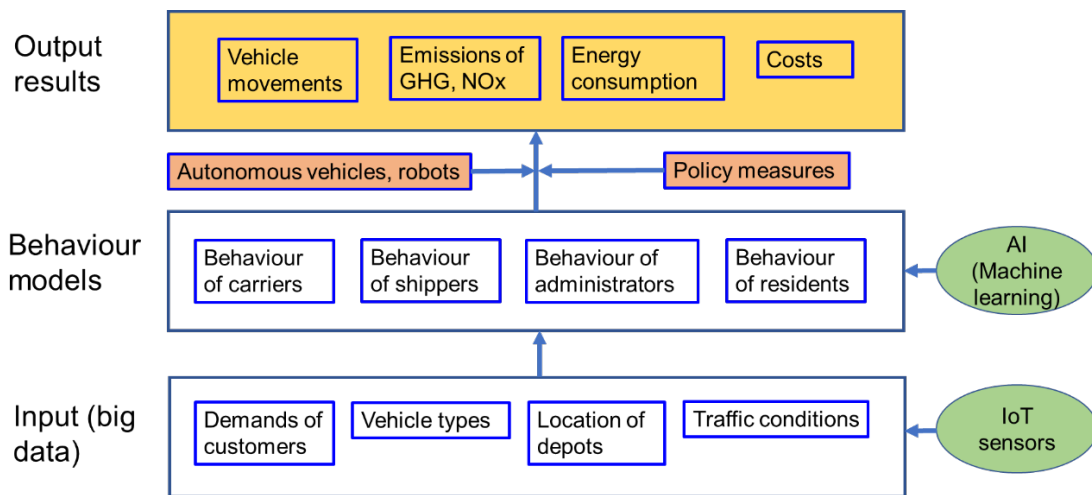 Output
results
Vehicle
movements
Emissions of
GHG, NOx
Energy
consumption
Costs
Autonomous vehicles, robots
Policy measures
Behaviour
models
Behaviour
of carriers
Behaviour
of shippers
Behaviour of
administrators
Behaviour
of residents
AI
(Machine
learning)
Input (big
data)
Demands of
customers
Vehicle types
Location of
depots
Traffic conditions
IoT
sensors